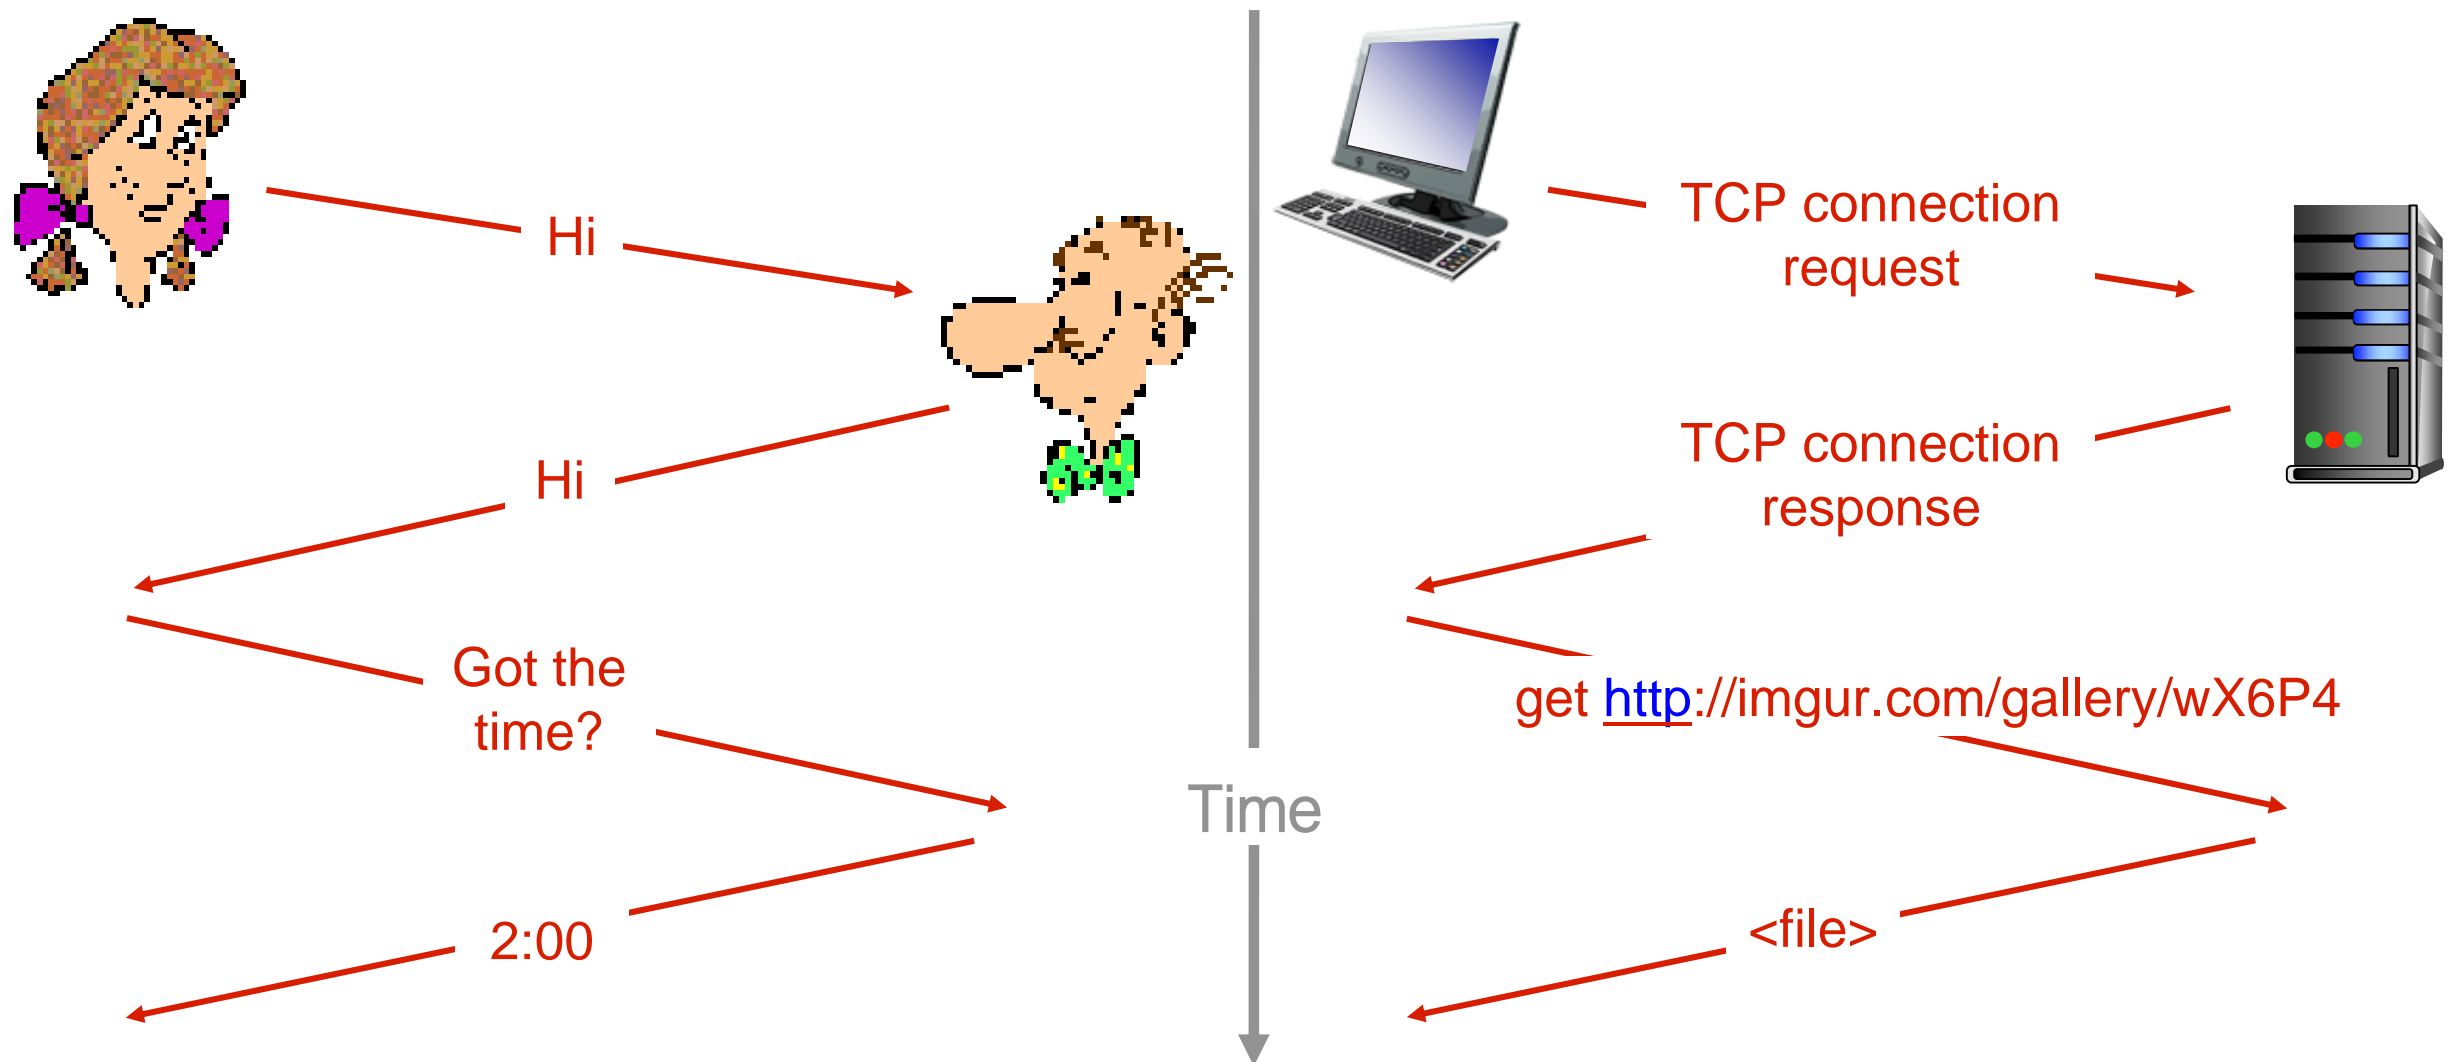 Hi
Hi
Got the
time?
2:00
Time
TCP connection
request
TCP connection
response
get http://imgur.com/gallery/wX6P4
<file>